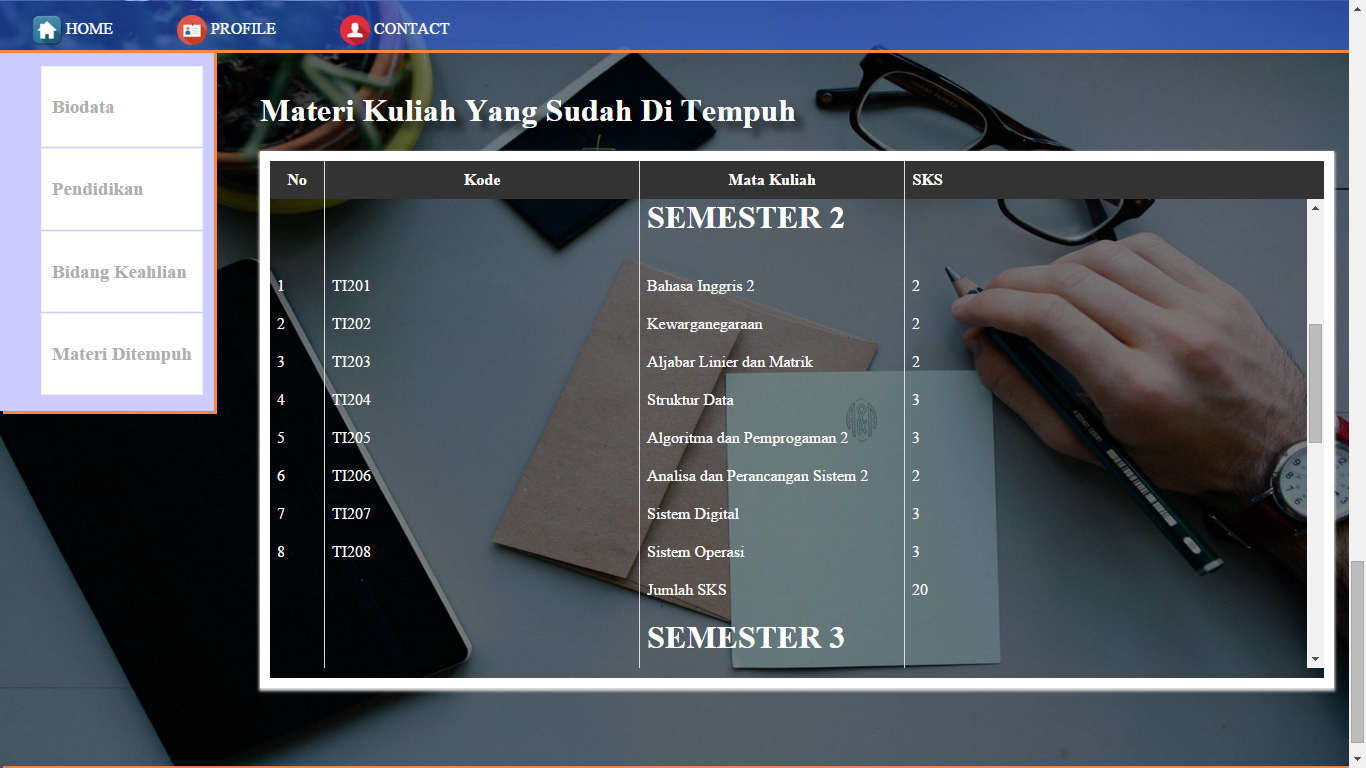 HOME PROFILE CONTACT
Biodata
Pendidikan
Bidang Keahlian
Materi Ditempuh
Materi Kuliah Yang Sudah Di Tempuh
No Kode Mata Kuliah SKS
SEMESTER 2
1 TI201 Bahasa Inggris 2 2
2 TI202 Kewarganegaraan 2
3 TI203 Aljabar Linier dan Matrik 2
4 TI204 Struktur Data 3
5 TI205 Algoritma dan Pemprogaman 2 3
6 TI206 Analisa dan Perancangan Sistem 2 2
7 TI207 Sistem Digital 3
8 TI208 Sistem Operasi 3
Jumlah SKS 20
SEMESTER 3